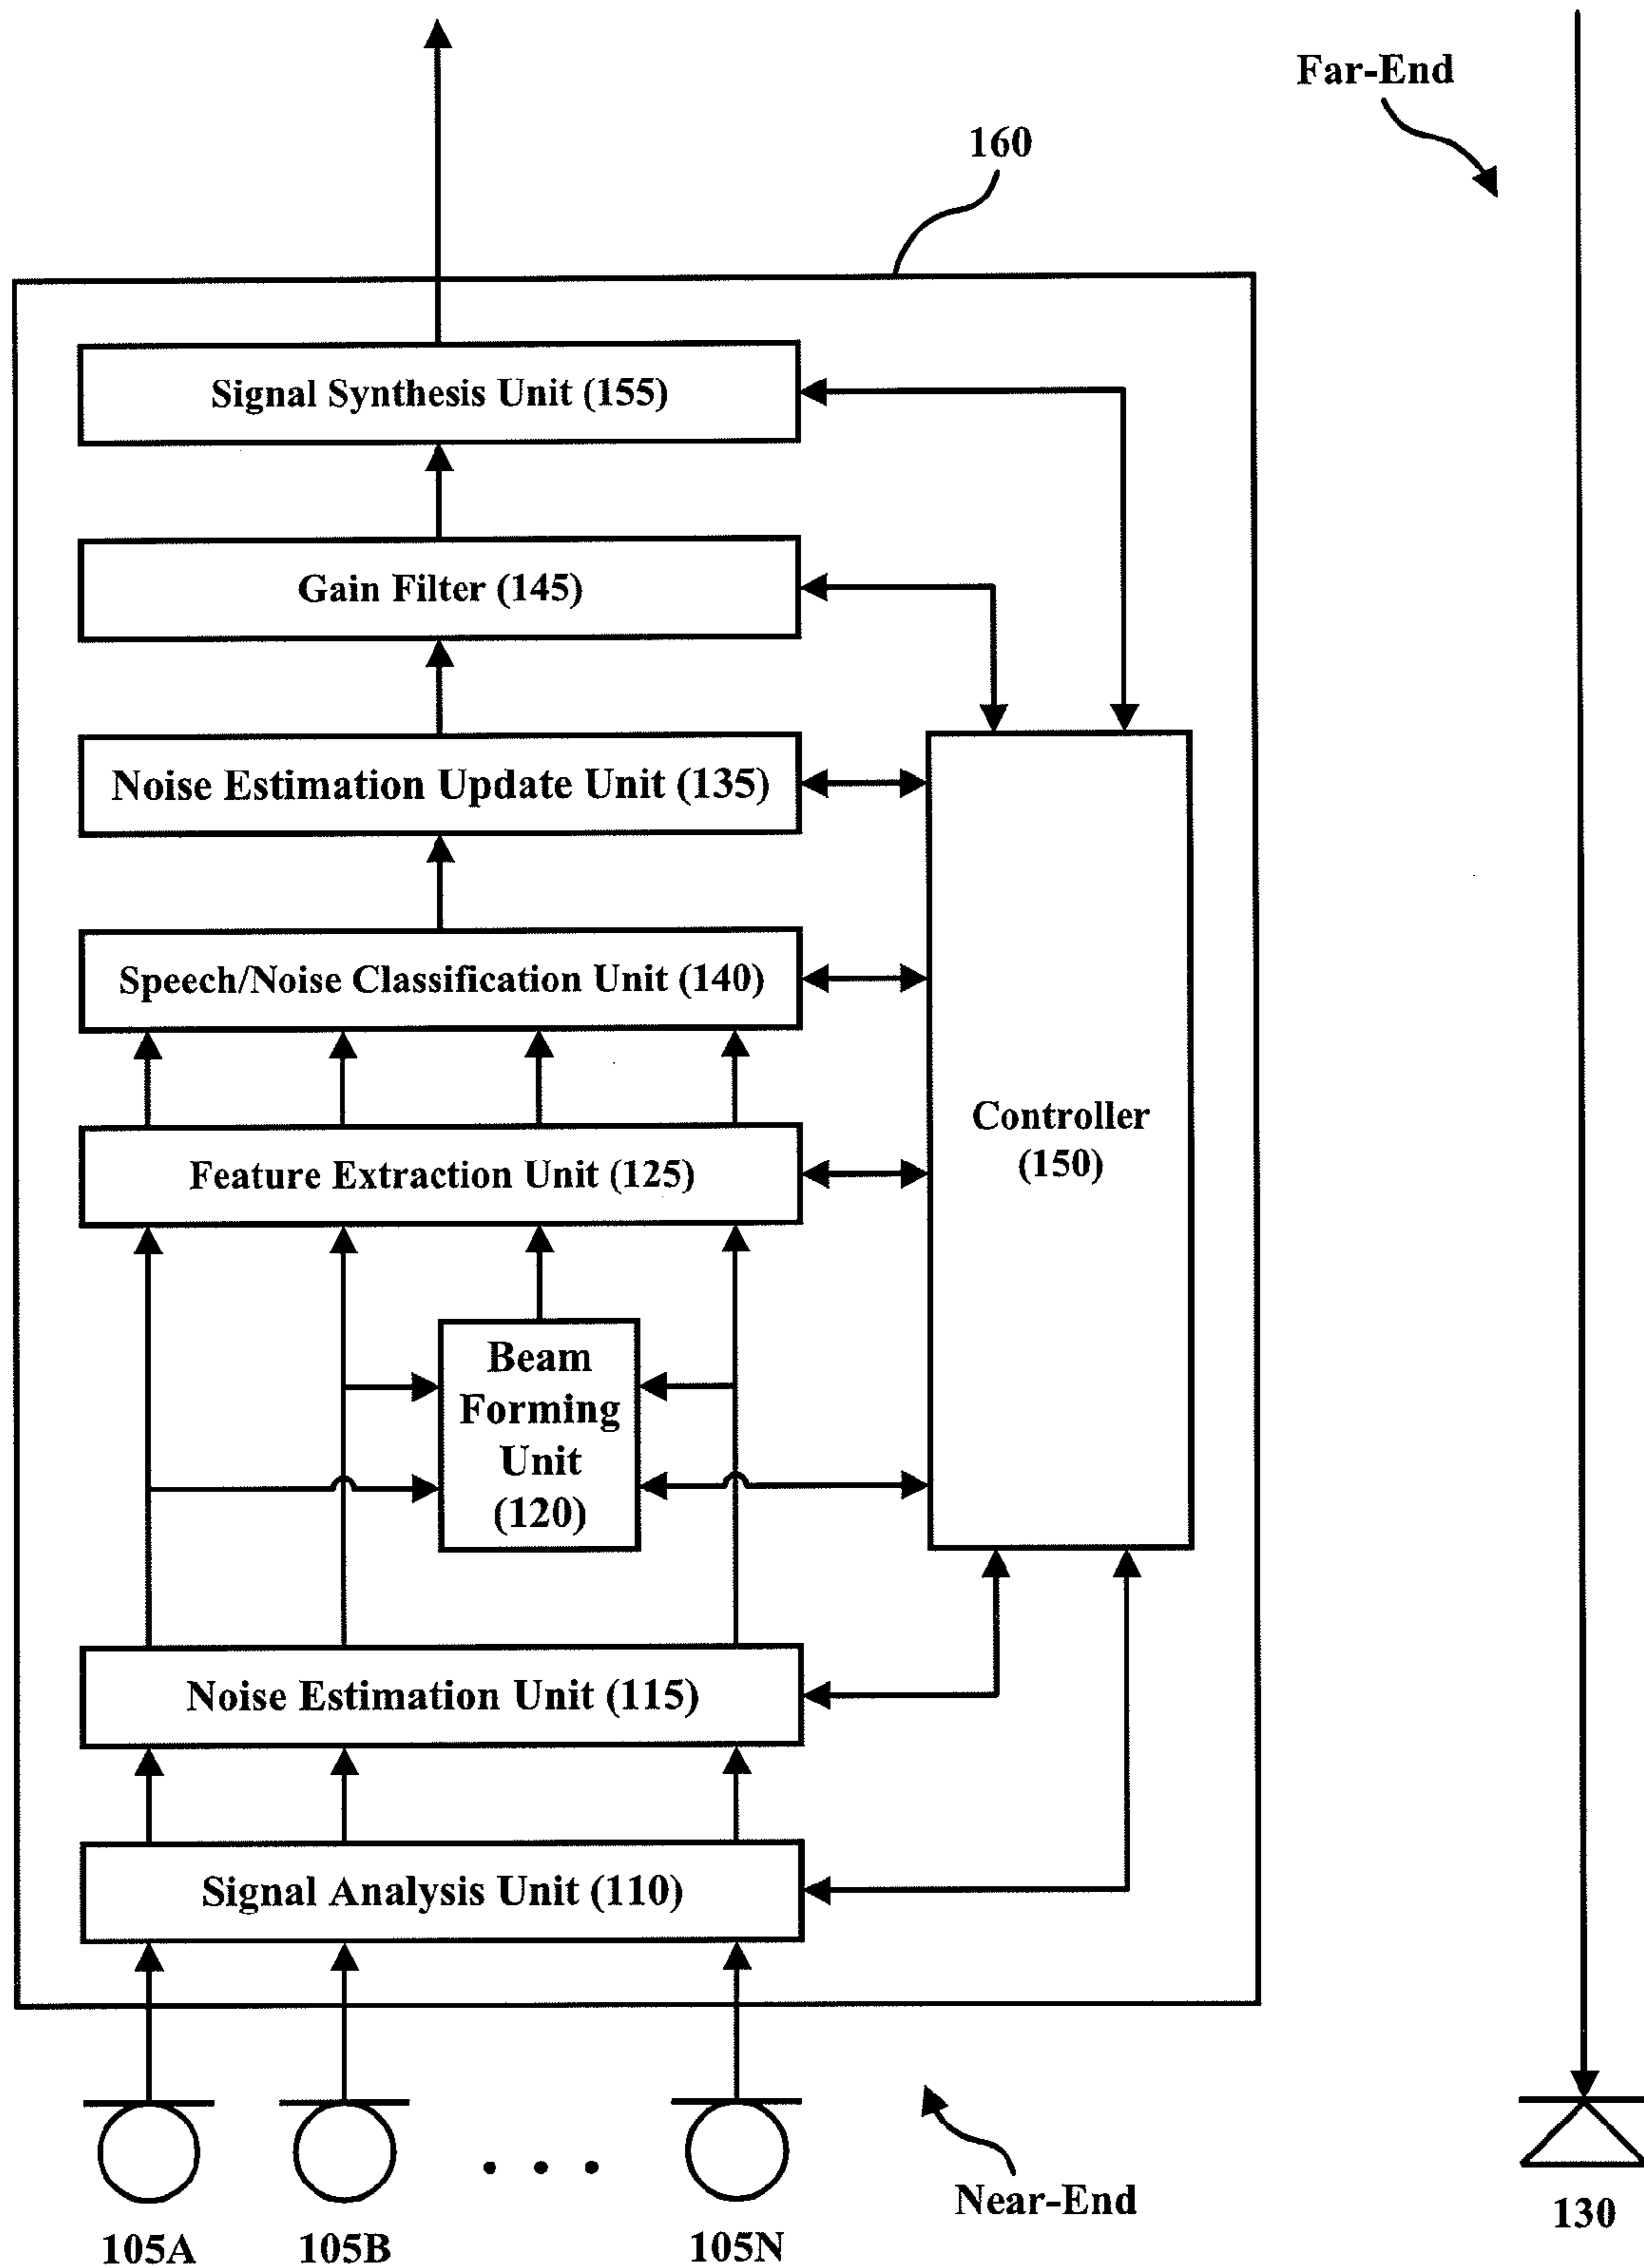 Far-End
160
Signal Synthesis Unit (155)
Gain Filter (145)
Noise Estimation Update Unit (135)
Speech/Noise Classification Unit (140)
Feature Extraction Unit (125)
Controller
(150)
Beam
Forming
Unit
(120)
Noise Estimation Unit (115)
Signal Analysis Unit (110)
Near-End
105A
105B
. . .
105N
130